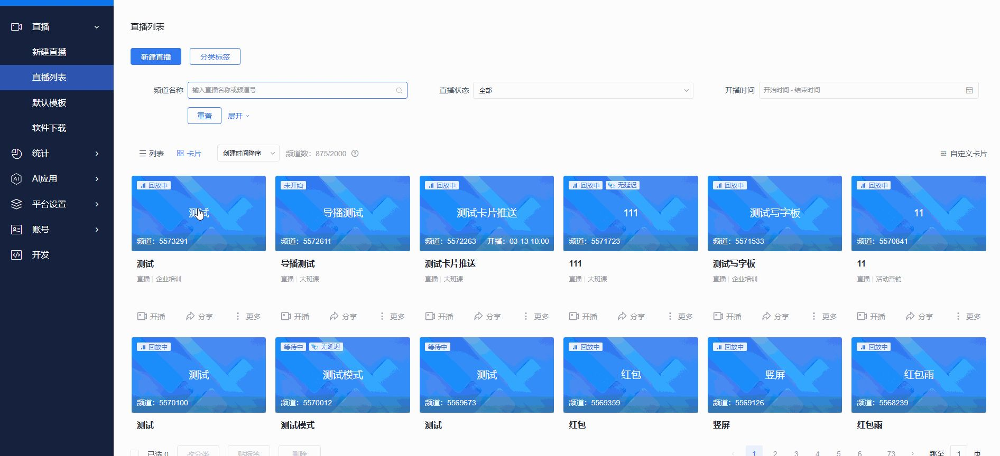 直播
新建直播
直播列表
默认模板
软件下载
统计
AI应用
平台设置
账号
开发
直播列表
新建直播 分类标签
频道名称 输入直播名称或频道号 直播状态 全部 开播时间 开始时间 - 结束时间
重置 展开
列表 卡片 创建时间降序 频道数：875/2000 自定义卡片
回放中 未开始 回放中 回放中 无延迟 回放中 回放中
测试 导播测试 测试卡片推送 111 测试写字板 11
频道：5573291 频道：5572611 频道：5572263 开播：03-13 10:00 频道：5571723 频道：5571533 频道：5570841
测试 导播测试 测试卡片推送 111 测试写字板 11
直播 企业培训 直播 大班课 直播 大班课 直播 大班课 直播 企业培训 直播 活动营销
开播 分享 更多 开播 分享 更多 开播 分享 更多 开播 分享 更多 开播 分享 更多 开播 分享 更多
回放中 等待中 无延迟 等待中 回放中 回放中 回放中
测试 测试模式 测试 红包 竖屏 红包雨
频道：5570100 频道：5570012 频道：5569673 频道：5569359 频道：5569126 频道：5568239
测试 测试模式 测试 红包 竖屏 红包雨
已选 0 改分类 贴标签 删除 1 2 3 4 5 6 73 跳至 1 页